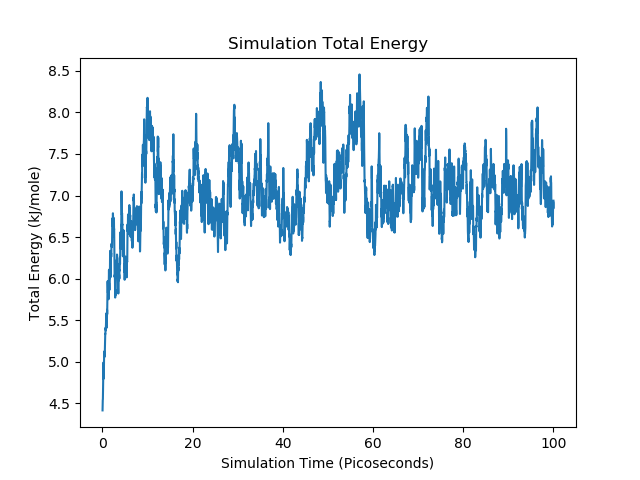 Simulation Total Energy
Total Energy (kJ/mole)
8.5
8.0
7.5
7.0
6.5
6.0
5.5
5.0
4.5
0 20 40 60 80 100
Simulation Time (Picoseconds)